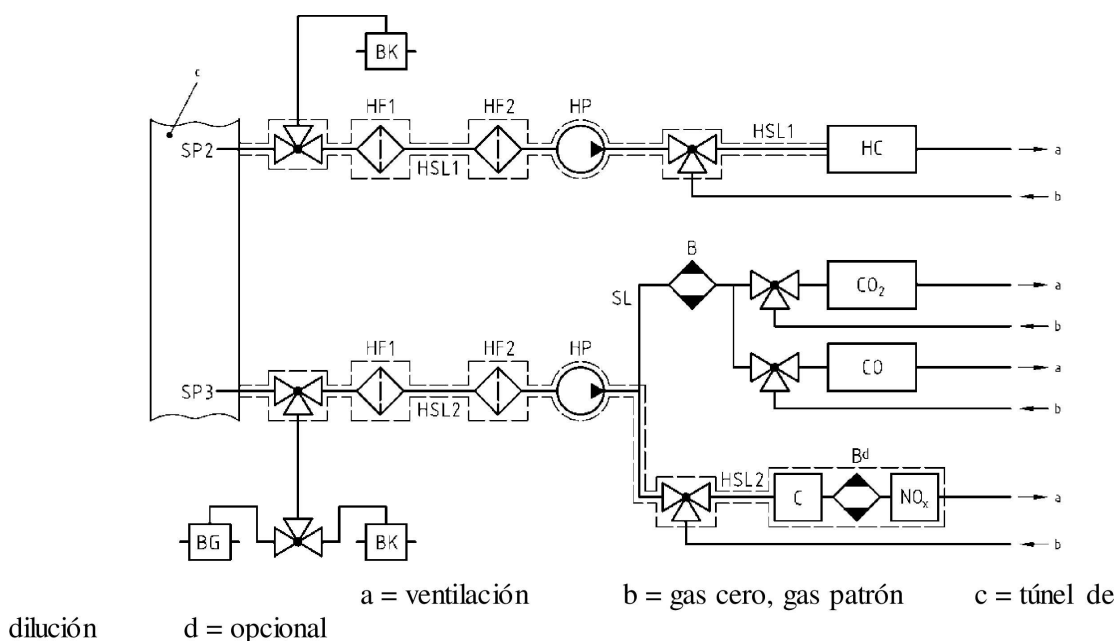 BK
c
HF1 HF2 HP
HSL1
SP2 HC a
HSL1
b
B
CO₂ a
SL
b
HF1 HF2 HP
CO a
SP3
HSL2
b
Bᵈ
HSL2
C NOₓ a
BG BK
b
a = ventilación b = gas cero, gas patrón c = túnel de
dilución d = opcional